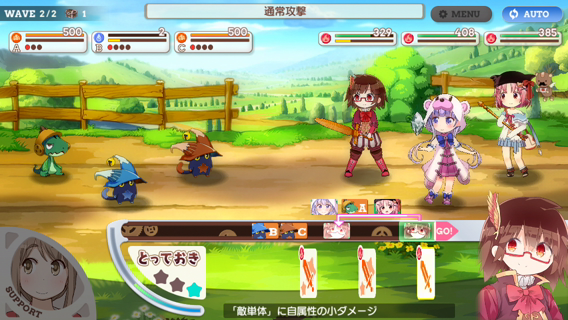 WAVE 2/2 1
通常攻撃
MENU
AUTO
500
A
2
B
500
C
329
408
385
A
B
C
GO!
とっておき
SUPPORT
「敵単体」に自属性の小ダメージ